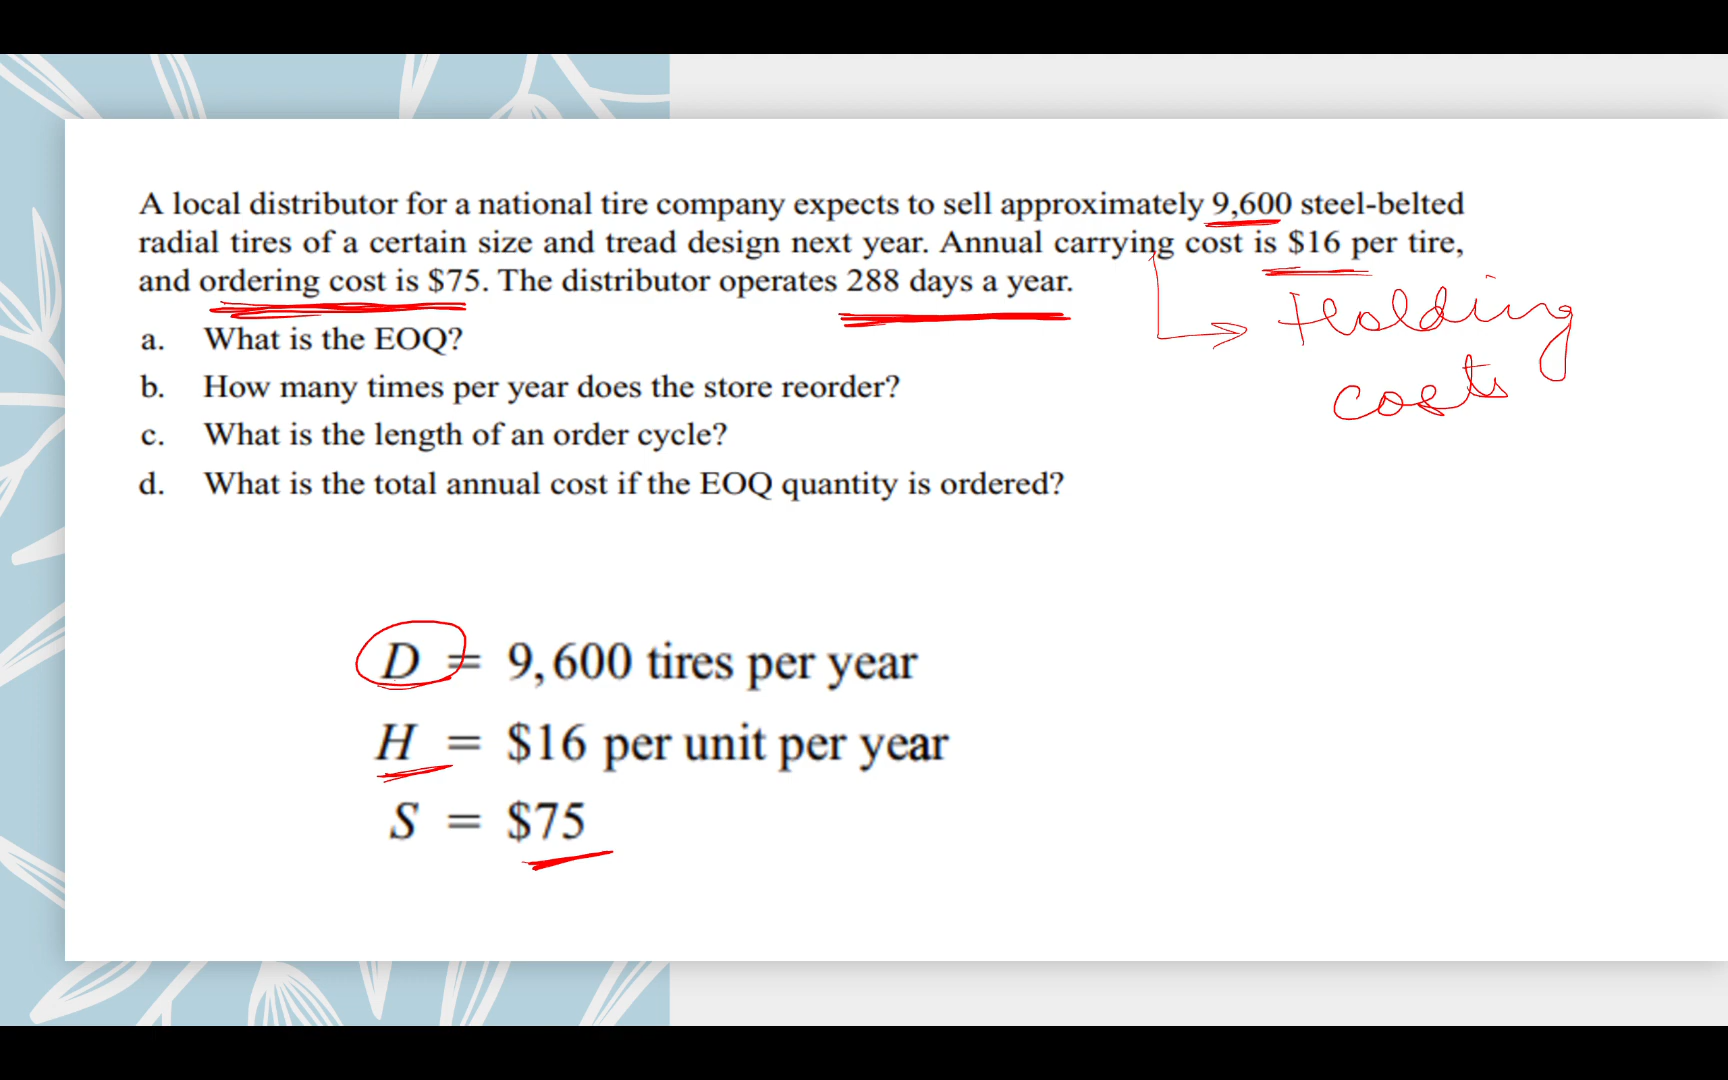 A local distributor for a national tire company expects to sell approximately 9,600 steel-belted
radial tires of a certain size and tread design next year. Annual carrying cost is $16 per tire,
and ordering cost is $75. The distributor operates 288 days a year.
Holding
costs
a. What is the EOQ?
b. How many times per year does the store reorder?
c. What is the length of an order cycle?
d. What is the total annual cost if the EOQ quantity is ordered?
D = 9,600 tires per year
H = $16 per unit per year
S = $75